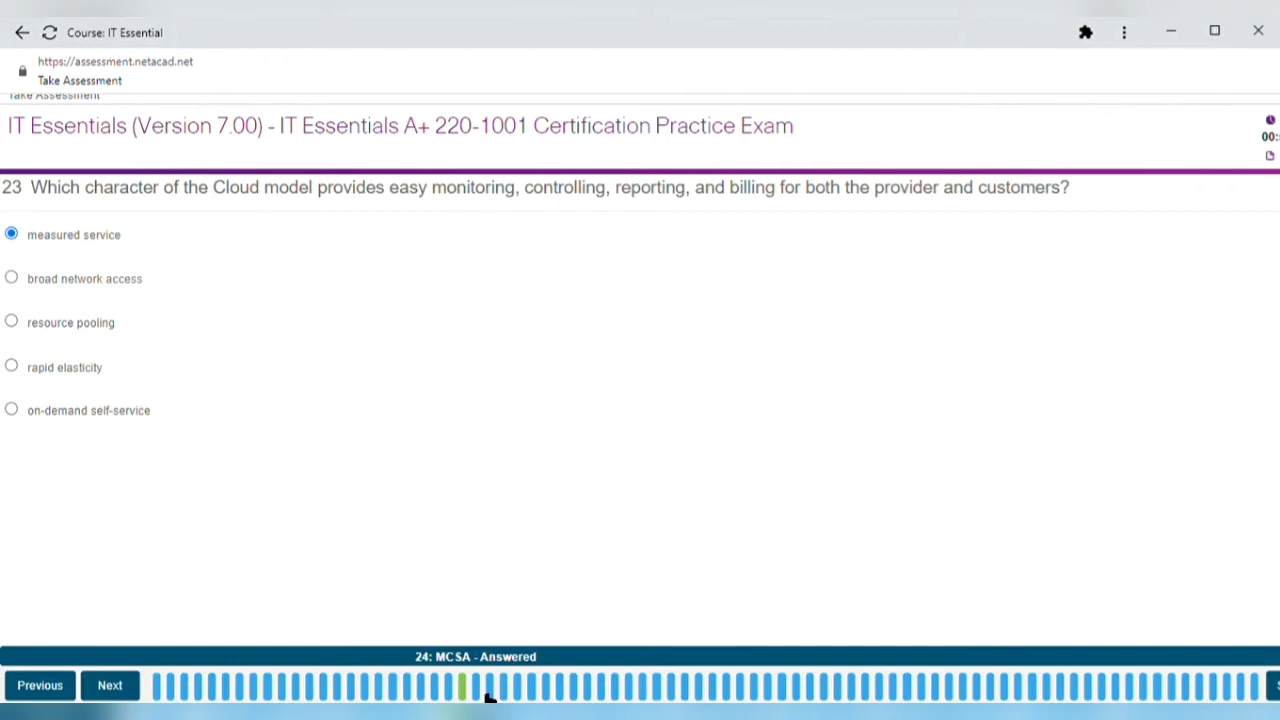 Course: IT Essential
https://assessment.netacad.net
Take Assessment
Take Assessment
IT Essentials (Version 7.00) - IT Essentials A+ 220-1001 Certification Practice Exam
00:
23 Which character of the Cloud model provides easy monitoring, controlling, reporting, and billing for both the provider and customers?
measured service
broad network access
resource pooling
rapid elasticity
on-demand self-service
24: MCSA - Answered
Previous
Next